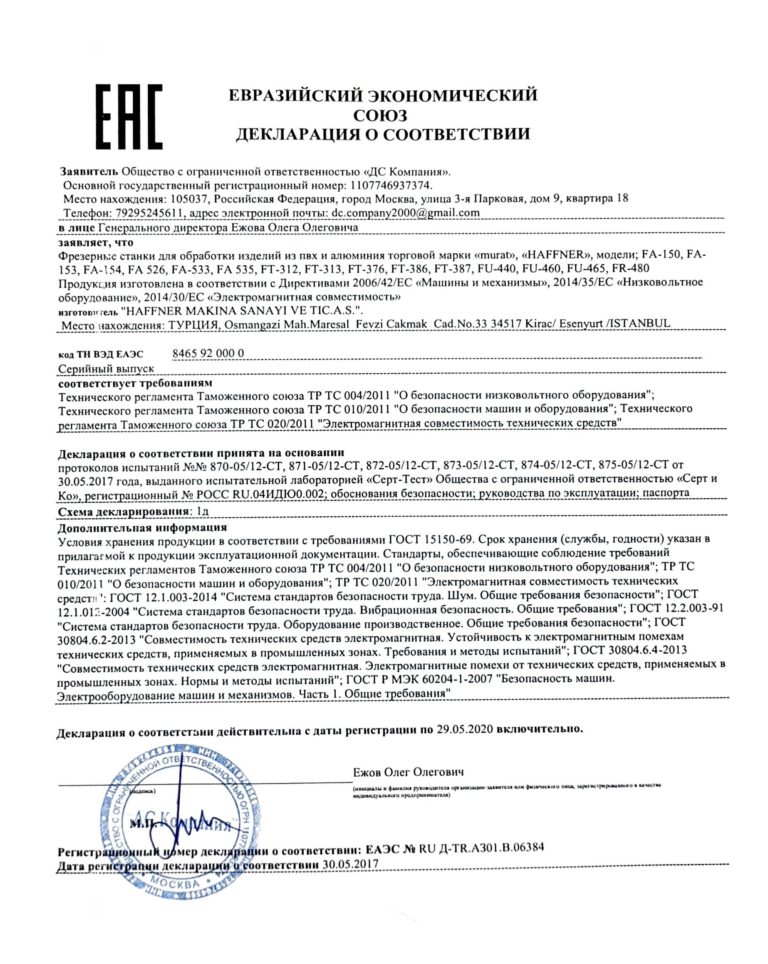 ЕАС
ЕВРАЗИЙСКИЙ ЭКОНОМИЧЕСКИЙ
СОЮЗ
ДЕКЛАРАЦИЯ О СООТВЕТСТВИИ
Заявитель Общество с ограниченной ответственностью «ДС Компания».
Основной государственный регистрационный номер: 1107746937374.
Место нахождения: 105037, Российская Федерация, город Москва, улица 3-я Парковая, дом 9, квартира 18
Телефон: 79295245611, адрес электронной почты: dc.company2000@gmail.com
в лице Генерального директора Ежова Олега Олеговича
заявляет, что
Фрезерные станки для обработки изделий из пвх и алюминия торговой марки «murat», «HAFFNER», модели; FA-150, FA-
153, FA-154, FA 526, FA-533, FA 535, FT-312, FT-313, FT-376, FT-386, FT-387, FU-440, FU-460, FU-465, FR-480
Продукция изготовлена в соответствии с Директивами 2006/42/ЕС «Машины и механизмы», 2014/35/ЕС «Низковольтное
оборудование», 2014/30/ЕС «Электромагнитная совместимость»
изготовитель "HAFFNER MAKINA SANAYI VE TIC.A.S.".
Место нахождения: ТУРЦИЯ, Osmangazi Mah.Maresal Fevzi Cakmak Cad.No.33 34517 Kirac/ Esenyurt /ISTANBUL
код ТН ВЭД ЕАЭС 8465 92 000 0
Серийный выпуск
соответствует требованиям
Технического регламента Таможенного союза ТР ТС 004/2011 "О безопасности низковольтного оборудования";
Технического регламента Таможенного союза ТР ТС 010/2011 "О безопасности машин и оборудования"; Технического
регламента Таможенного союза ТР ТС 020/2011 "Электромагнитная совместимость технических средств"
Декларация о соответствии принята на основании
протоколов испытаний №№ 870-05/12-СТ, 871-05/12-СТ, 872-05/12-СТ, 873-05/12-СТ, 874-05/12-СТ, 875-05/12-СТ от
30.05.2017 года, выданного испытательной лабораторией «Серт-Тест» Общества с ограниченной ответственностью «Серт и
Ко», регистрационный № РОСС RU.04ИДЮ0.002; обоснования безопасности; руководства по эксплуатации; паспорта
Схема декларирования: 1д
Дополнительная информация
Условия хранения продукции в соответствии с требованиями ГОСТ 15150-69. Срок хранения (службы, годности) указан в
прилагаемой к продукции эксплуатационной документации. Стандарты, обеспечивающие соблюдение требований
Технических регламентов Таможенного союза ТР ТС 004/2011 "О безопасности низковольтного оборудования"; ТР ТС
010/2011 "О безопасности машин и оборудования"; ТР ТС 020/2011 "Электромагнитная совместимость технических
средств": ГОСТ 12.1.003-2014 "Система стандартов безопасности труда. Шум. Общие требования безопасности"; ГОСТ
12.1.012-2004 "Система стандартов безопасности труда. Вибрационная безопасность. Общие требования"; ГОСТ 12.2.003-91
"Система стандартов безопасности труда. Оборудование производственное. Общие требования безопасности"; ГОСТ
30804.6.2-2013 "Совместимость технических средств электромагнитная. Устойчивость к электромагнитным помехам
технических средств, применяемых в промышленных зонах. Требования и методы испытаний"; ГОСТ 30804.6.4-2013
"Совместимость технических средств электромагнитная. Электромагнитные помехи от технических средств, применяемых в
промышленных зонах. Нормы и методы испытаний"; ГОСТ Р МЭК 60204-1-2007 "Безопасность машин.
Электрооборудование машин и механизмов. Часть 1. Общие требования"
Декларация о соответствии действительна с даты регистрации по 29.05.2020 включительно.
Ежов Олег Олегович
(подпись)
(инициалы и фамилия руководителя организации-заявителя или физического лица, зарегистрированного в качестве
индивидуального предпринимателя)
М.П.
ДС Компания
МОСКВА
Регистрационный номер декларации о соответствии: ЕАЭС № RU Д-TR.АЗ01.В.06384
Дата регистрации декларации о соответствии 30.05.2017